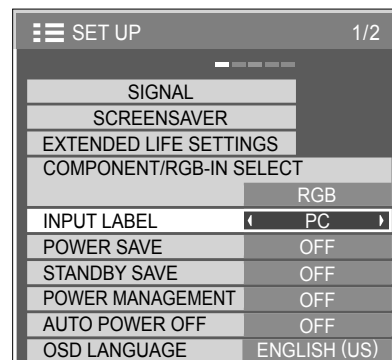 SET UP 1/2
SIGNAL
SCREENSAVER
EXTENDED LIFE SETTINGS
COMPONENT/RGB-IN SELECT
RGB
INPUT LABEL PC
POWER SAVE OFF
STANDBY SAVE OFF
POWER MANAGEMENT OFF
AUTO POWER OFF OFF
OSD LANGUAGE ENGLISH (US)